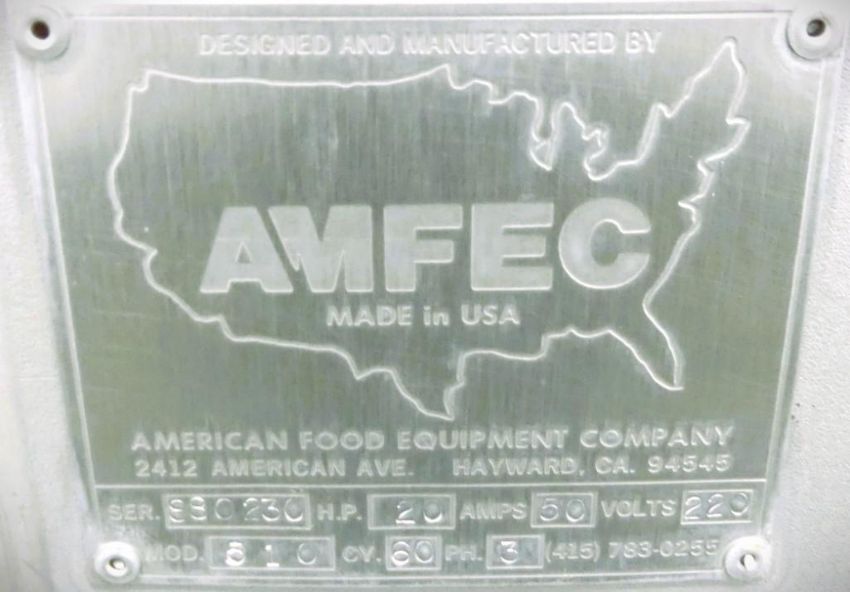 DESIGNED AND MANUFACTURED BY
AMFEC
MADE in USA
AMERICAN FOOD EQUIPMENT COMPANY
2412 AMERICAN AVE. HAYWARD, CA. 94545
SER. 880230 H.P. 20 AMPS 50 VOLTS 220
MOD. 810 CY. 60 PH. 3 (415) 783-0255